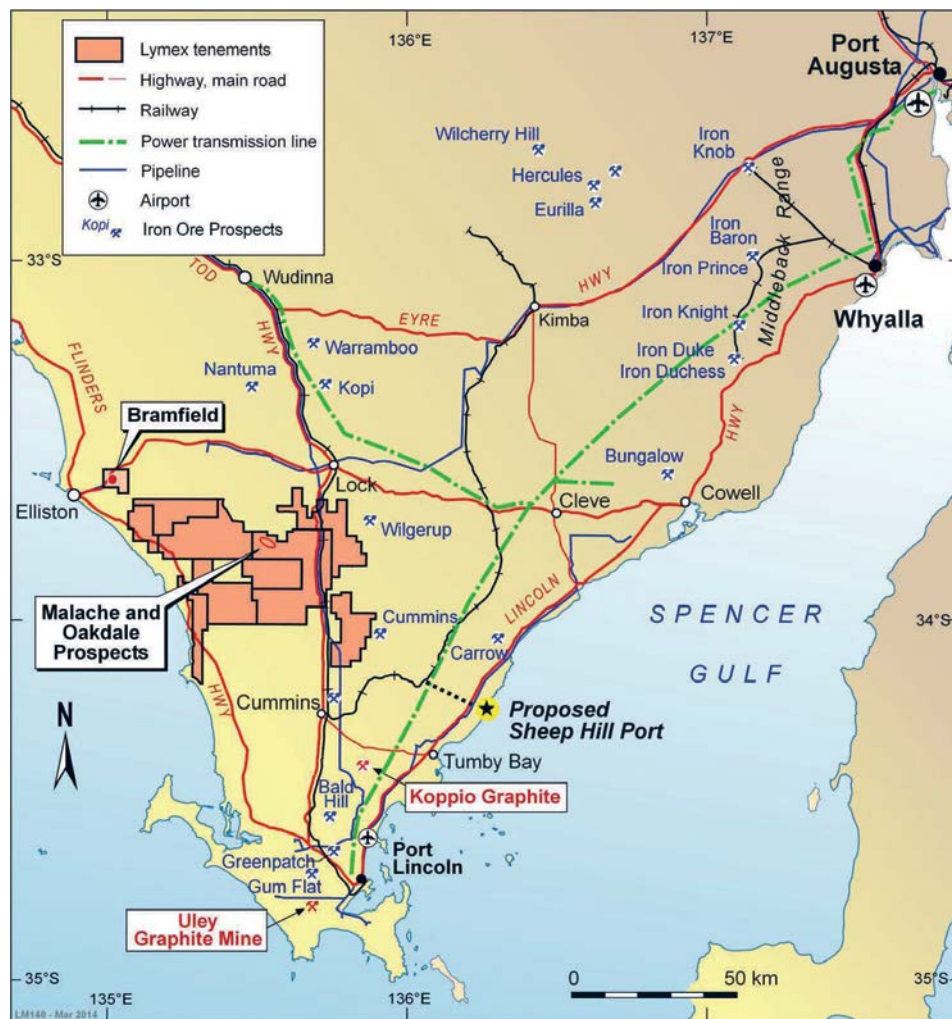 136°E
137°E
Lymex tenements
Highway, main road
Railway
Power transmission line
Pipeline
Airport
Kopi
Iron Ore Prospects
Port
Augusta
Wilcherry Hill
Hercules
Eurilla
Iron
Knob
Middleback Range
Iron
Baron
Iron Prince
33°S
TOD
HWY
Wudinna
EYRE
HWY
Kimba
Whyalla
Iron Knight
Iron Duke
Iron Duchess
Warramboo
Nantuma
Kopi
FLINDERS
HWY
Bramfield
Bungalow
Elliston
Lock
Cleve
Cowell
Wilgerup
LINCOLN
Malache and
Oakdale
Prospects
Cummins
Carrow
SPENCER
GULF
34°S
HWY
N
Cummins
Proposed
Sheep Hill Port
Tumby Bay
Koppio Graphite
Bald
Hill
Greenpatch
Port
Lincoln
Gum Flat
Uley
Graphite Mine
0
50 km
35°S
35°S
135°E
136°E
137°E
LM140 - Mar 2014